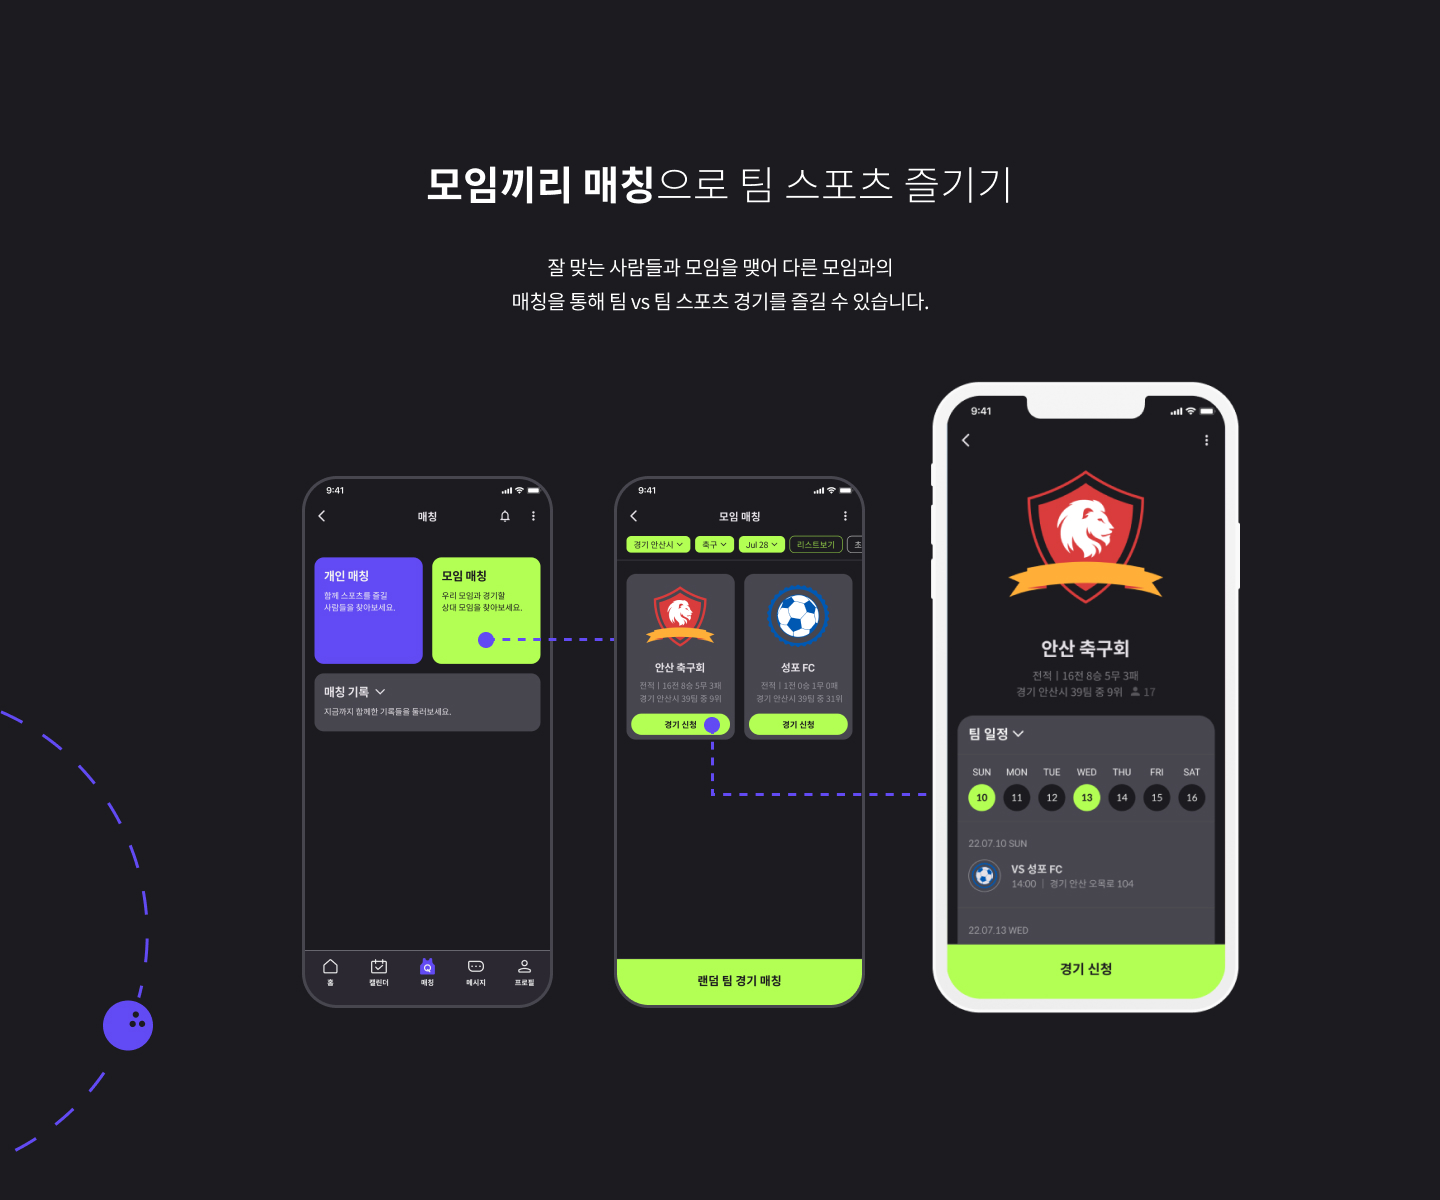 모임끼리 매칭으로 팀 스포츠 즐기기
잘 맞는 사람들과 모임을 맺어 다른 모임과의
매칭을 통해 팀 vs 팀 스포츠 경기를 즐길 수 있습니다.
9:41
매칭
개인 매칭
함께 스포츠를 즐길
사람들을 찾아보세요.
모임 매칭
우리 모임과 경기할
상대 모임을 찾아보세요.
매칭 기록
지금까지 함께한 기록들을 둘러보세요.
홈
캘린더
Q
매칭
메시지
프로필
9:41
모임 매칭
경기 안산시
축구
Jul 28
리스트보기
초
안산 축구회
전적 | 16전 8승 5무 3패
경기 안산시 39팀 중 9위
경기 신청
성포 FC
전적 | 1전 0승 1무 0패
경기 안산시 39팀 중 31위
경기 신청
랜덤 팀 경기 매칭
9:41
안산 축구회
전적 | 16전 8승 5무 3패
경기 안산시 39팀 중 9위 17
팀 일정
SUN MON TUE WED THU FRI SAT
10 11 12 13 14 15 16
22.07.10 SUN
VS 성포 FC
14:00 | 경기 안산 오목로 104
22.07.13 WED
경기 신청